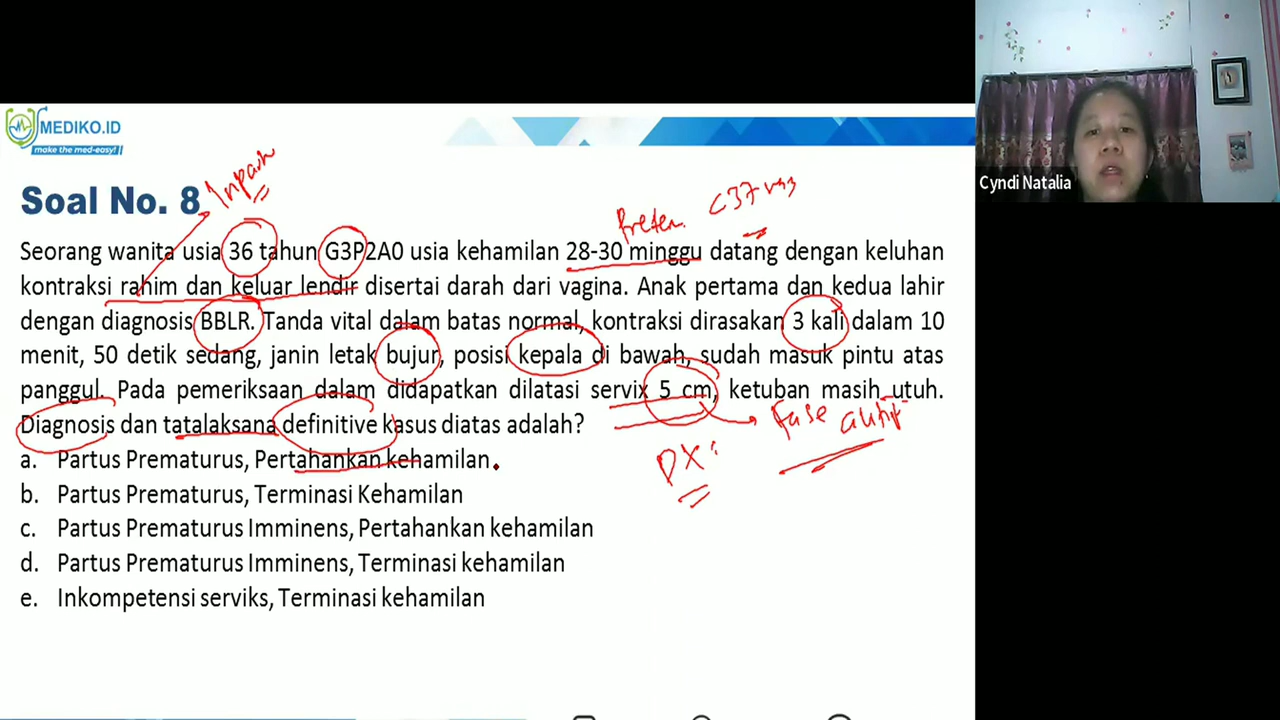 MEDIKO.ID
make the med-easy!
Cyndi Natalia
Soal No. 8
Inpartu
Preterm <37 mg
Seorang wanita usia 36 tahun G3P2A0 usia kehamilan 28-30 minggu datang dengan keluhan
kontraksi rahim dan keluar lendir disertai darah dari vagina. Anak pertama dan kedua lahir
dengan diagnosis BBLR. Tanda vital dalam batas normal, kontraksi dirasakan 3 kali dalam 10
menit, 50 detik sedang, janin letak bujur, posisi kepala di bawah, sudah masuk pintu atas
panggul. Pada pemeriksaan dalam didapatkan dilatasi servix 5 cm, ketuban masih utuh.
Diagnosis dan tatalaksana definitive kasus diatas adalah?
Fase aktif
DX:
a. Partus Prematurus, Pertahankan kehamilan.
b. Partus Prematurus, Terminasi Kehamilan
c. Partus Prematurus Imminens, Pertahankan kehamilan
d. Partus Prematurus Imminens, Terminasi kehamilan
e. Inkompetensi serviks, Terminasi kehamilan